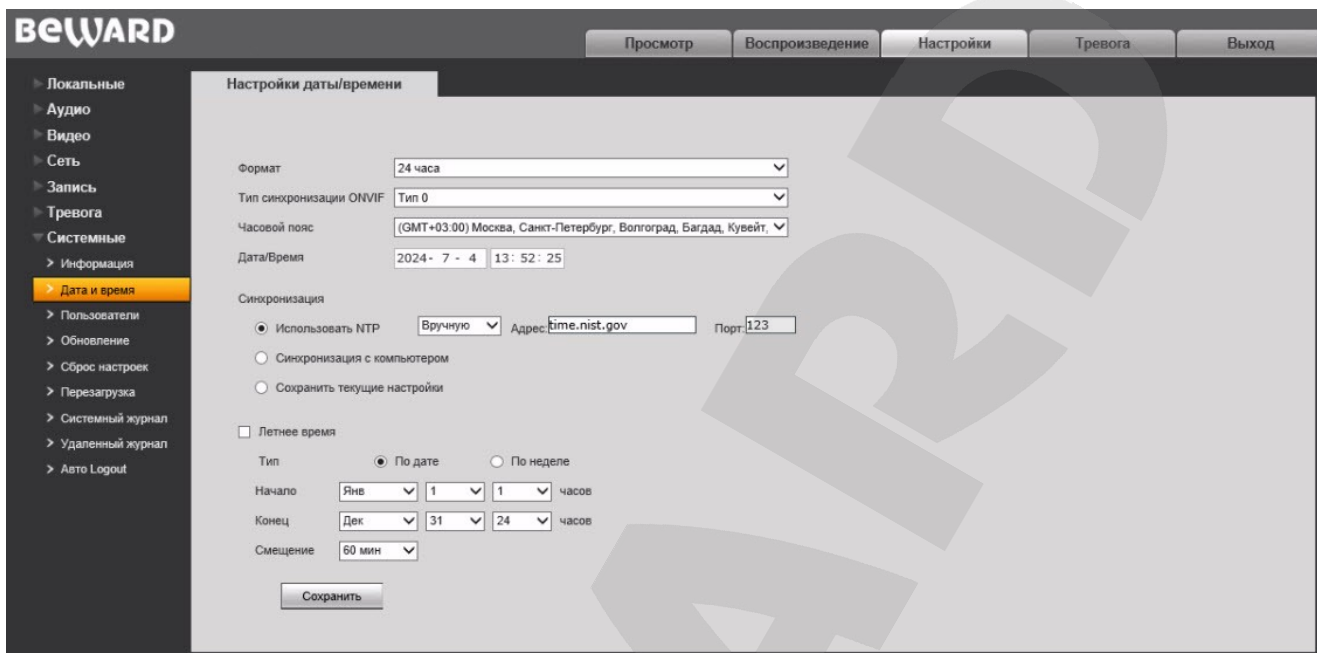 BEWARD
Просмотр Воспроизведение Настройки Тревога Выход
Локальные
Аудио
Видео
Сеть
Запись
Тревога
Системные
Информация
Дата и время
Пользователи
Обновление
Сброс настроек
Перезагрузка
Системный журнал
Удаленный журнал
Авто Logout
Настройки даты/времени
Формат 24 часа
Тип синхронизации ONVIF Тип 0
Часовой пояс (GMT+03:00) Москва, Санкт-Петербург, Волгоград, Багдад, Кувейт,
Дата/Время 2024- 7 - 4 13: 52: 25
Синхронизация
Использовать NTP Вручную Адрес: time.nist.gov Порт: 123
Синхронизация с компьютером
Сохранить текущие настройки
Летнее время
Тип По дате По неделе
Начало Янв 1 1 часов
Конец Дек 31 24 часов
Смещение 60 мин
Сохранить
ARD